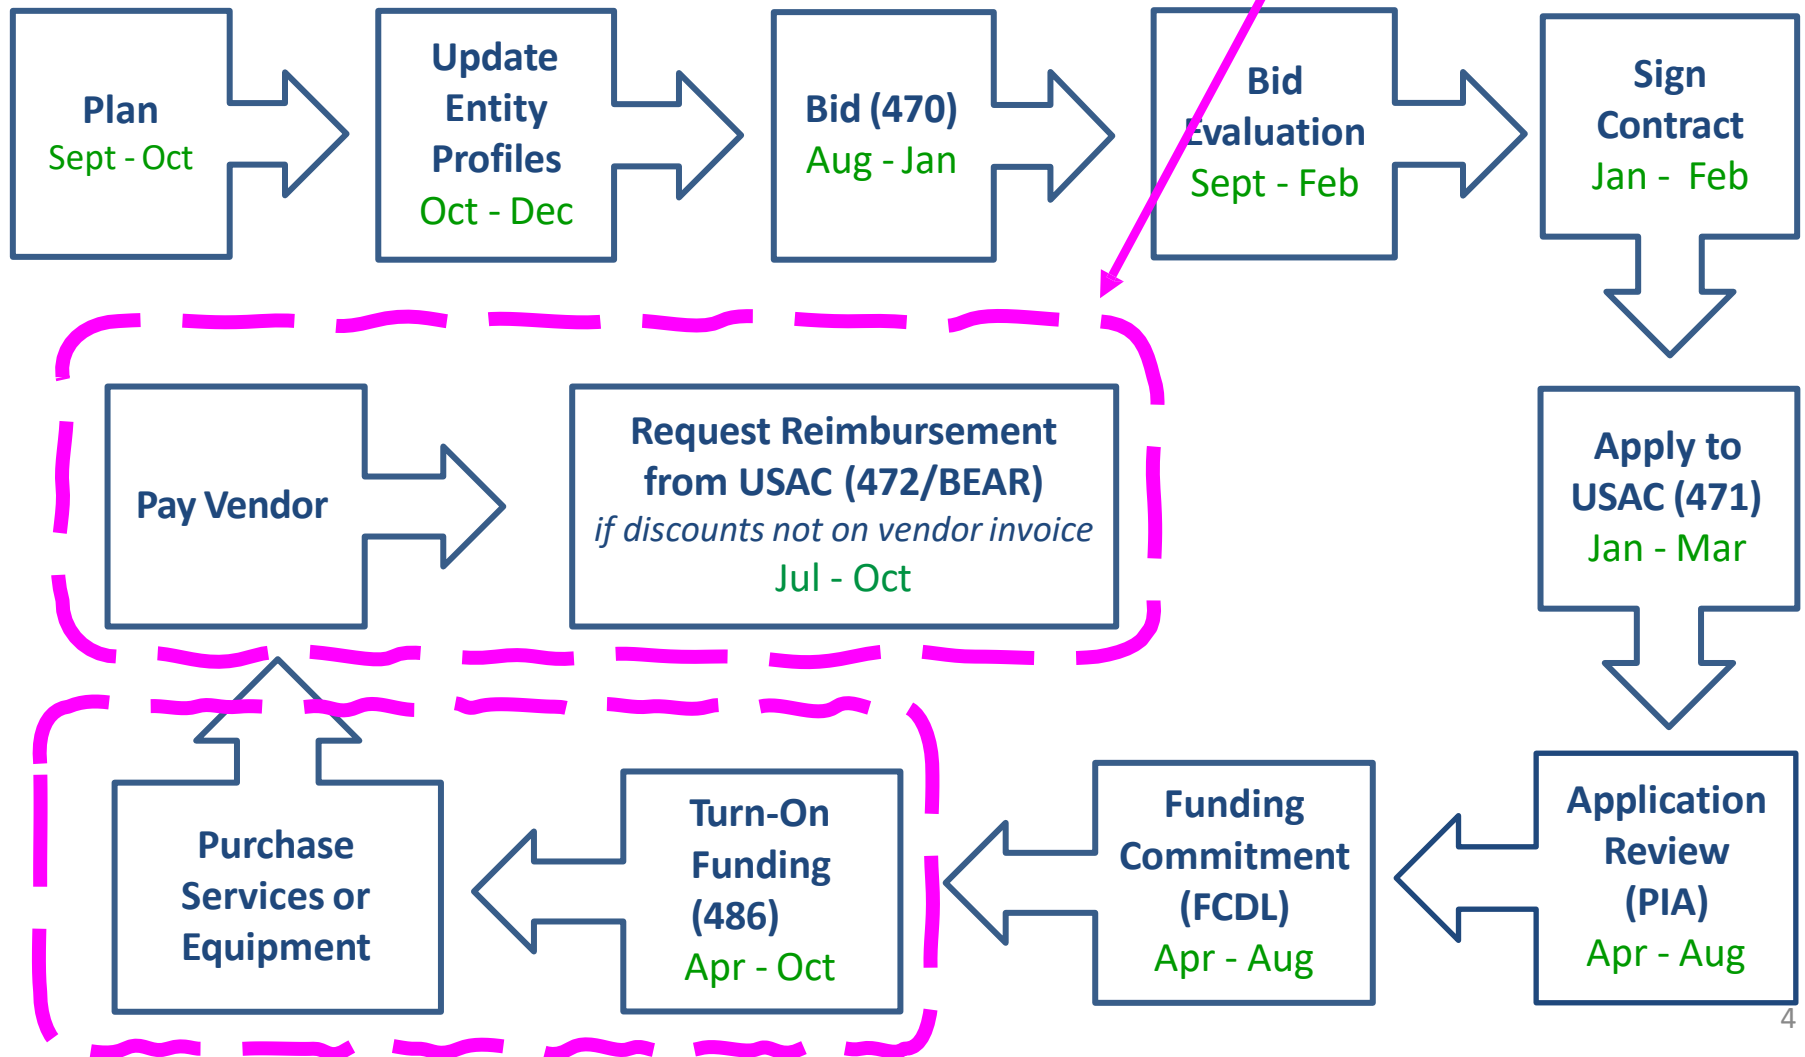 Plan
Sept - Oct
Update
Entity
Profiles
Oct - Dec
Bid (470)
Aug - Jan
Bid
Evaluation
Sept - Feb
Sign
Contract
Jan - Feb
Apply to
USAC (471)
Jan - Mar
Application
Review
(PIA)
Apr - Aug
Funding
Commitment
(FCDL)
Apr - Aug
Turn-On
Funding
(486)
Apr - Oct
Purchase
Services or
Equipment
Pay Vendor
Request Reimbursement
from USAC (472/BEAR)
if discounts not on vendor invoice
Jul - Oct
4